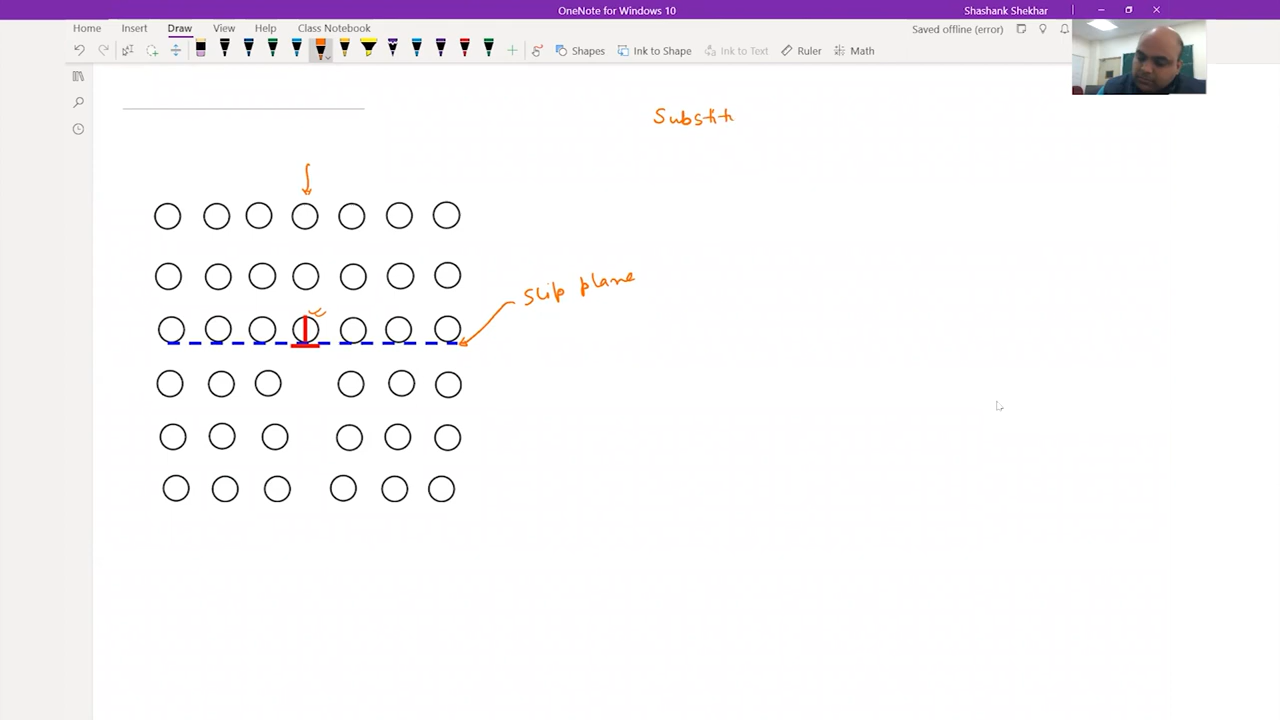 OneNote for Windows 10
Shashank Shekhar
Home Insert Draw View Help Class Notebook
Saved offline (error)
Shapes Ink to Shape Ink to Text Ruler Math
Substit
Slip plane